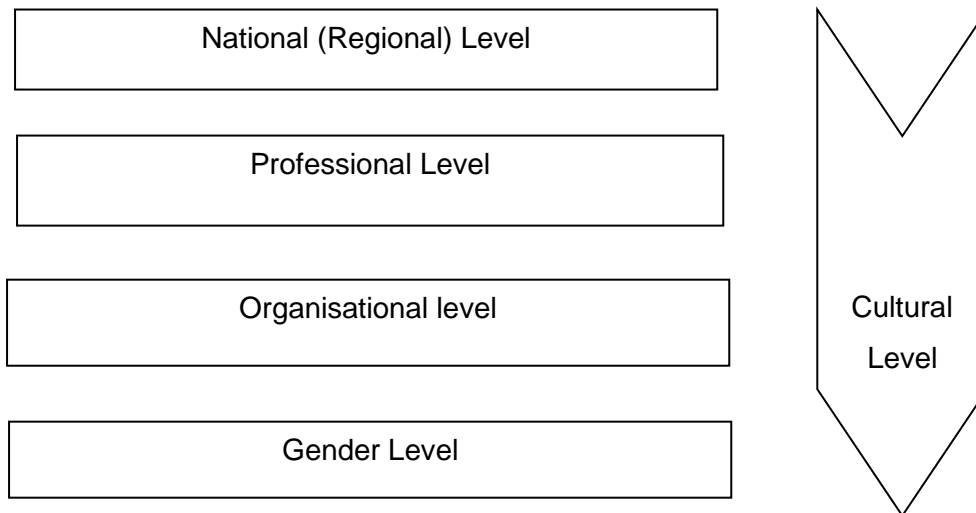 National (Regional) Level
Professional Level
Organisational level
Cultural
Level
Gender Level